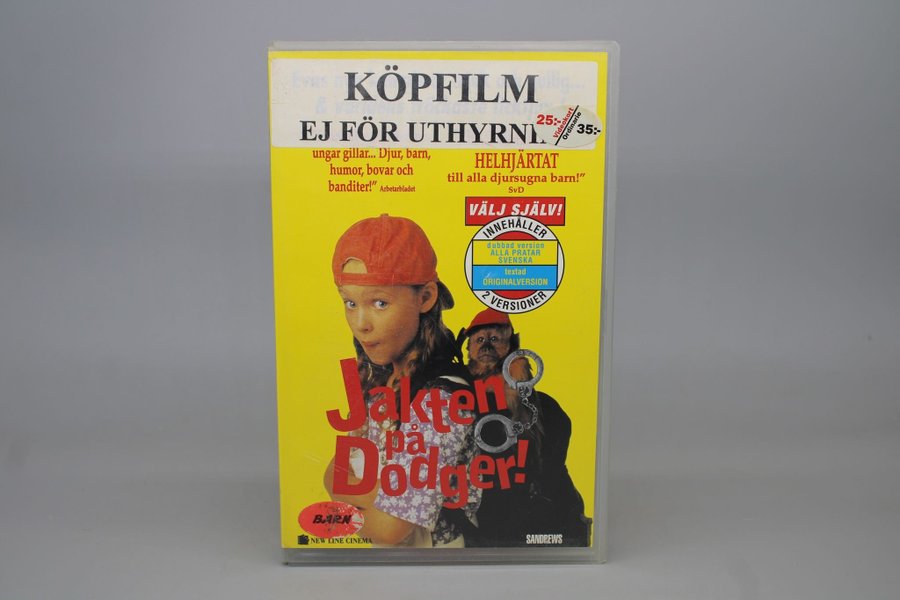 KÖPFILM
EJ FÖR UTHYRNI
25:-
Videokort
Ordinarie
35:-
ungar gillar... Djur, barn,
humor, bovar och
banditer!" Arbetarbladet
HELHJÄRTAT
till alla djursugna barn!"
SvD
VÄLJ SJÄLV!
INNEHÅLLER
dubbad version
ALLA PRATAR
SVENSKA
textad
ORIGINALVERSION
2 VERSIONER
Jakten
på
Dodger!
BARN
NEW LINE CINEMA
SANDREWS